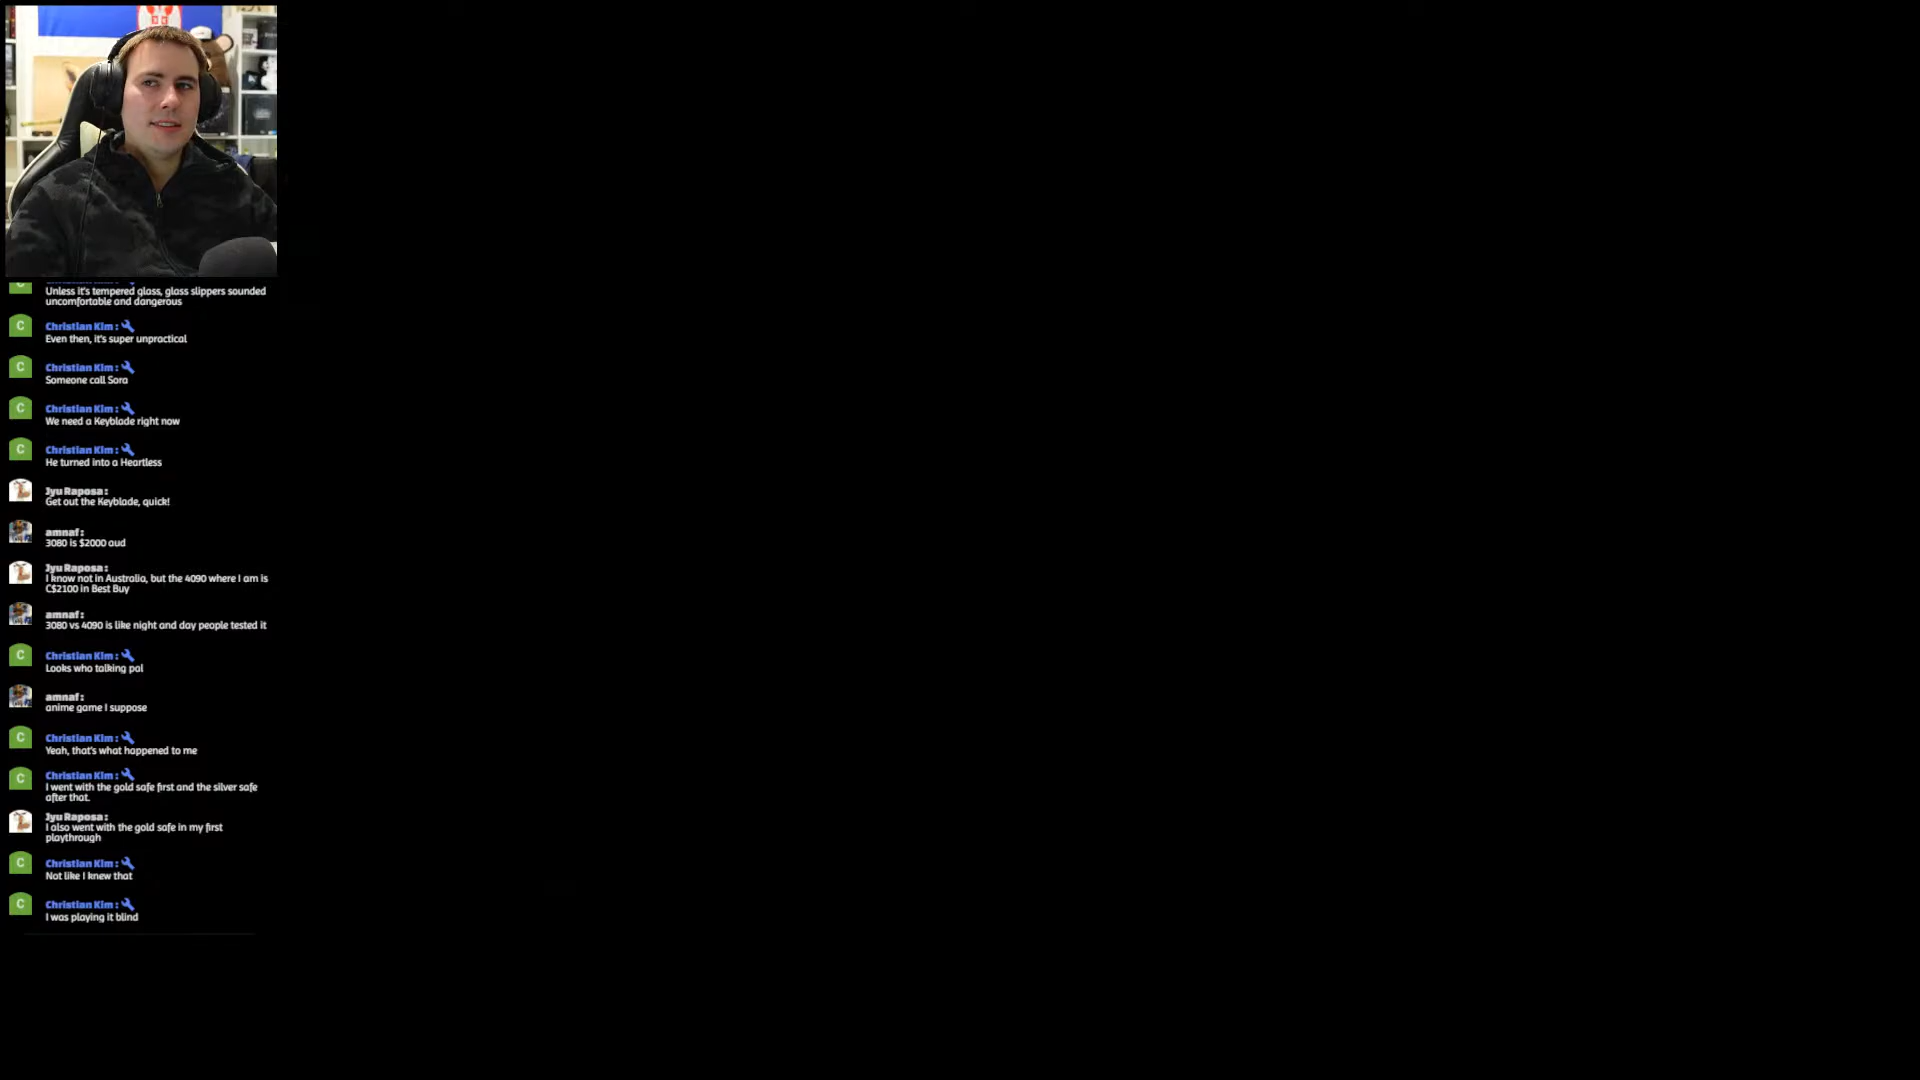 Unless it's tempered glass, glass slippers sounded
uncomfortable and dangerous
Christian Kim :
Even then, it's super unpractical
Christian Kim :
Someone call Sora
Christian Kim :
We need a Keyblade right now
Christian Kim :
He turned into a Heartless
Jyu Raposa :
Get out the Keyblade, quick!
amnaf :
3080 is $2000 aud
Jyu Raposa :
I know not in Australia, but the 4090 where I am is
C$2100 in Best Buy
amnaf :
3080 vs 4090 is like night and day people tested it
Christian Kim :
Looks who talking pal
amnaf :
anime game I suppose
Christian Kim :
Yeah, that's what happened to me
Christian Kim :
I went with the gold safe first and the silver safe
after that.
Jyu Raposa :
I also went with the gold safe in my first
playthrough
Christian Kim :
Not like I knew that
Christian Kim :
I was playing it blind